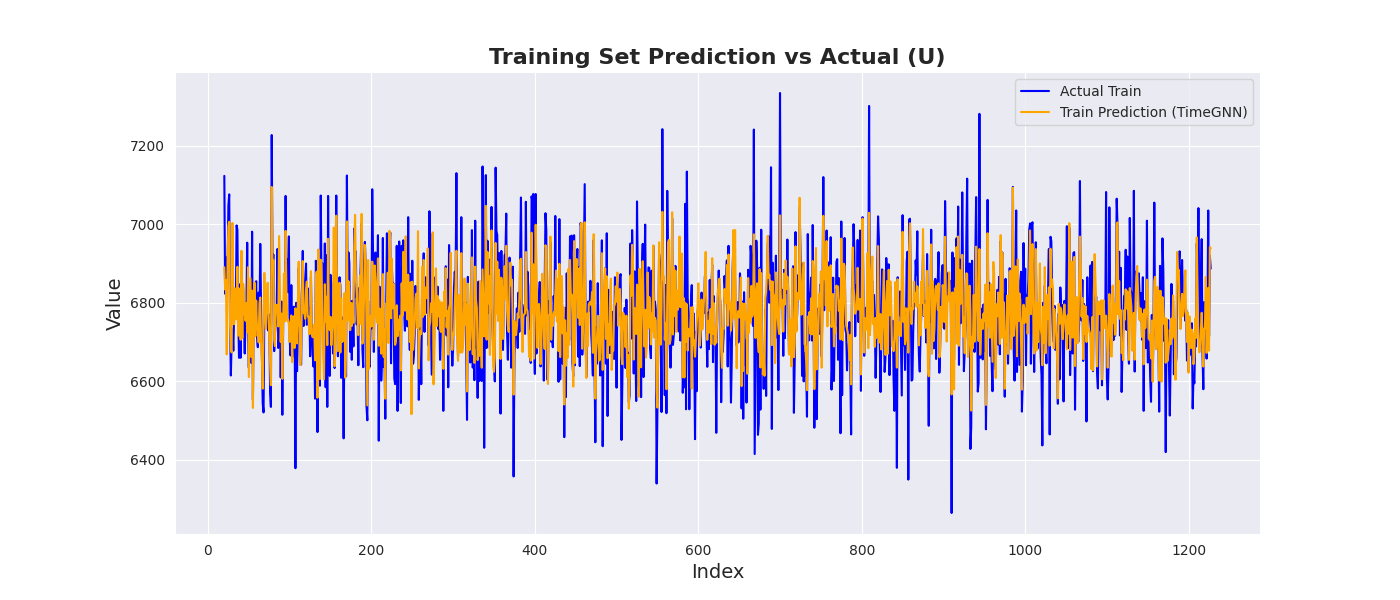 Training Set Prediction vs Actual (U)
Actual Train
Train Prediction (TimeGNN)
Value
7200
7000
6800
6600
6400
0 200 400 600 800 1000 1200
Index